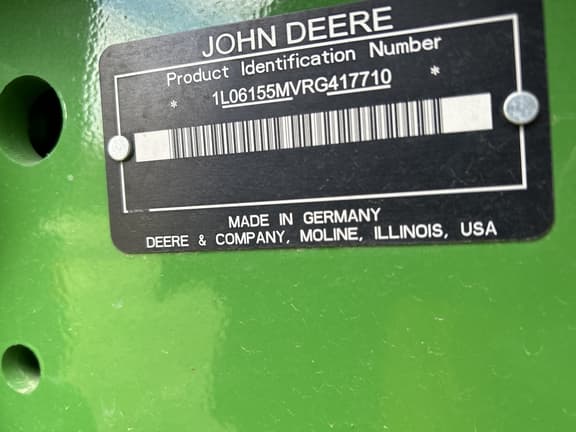 JOHN DEERE
Product Identification Number
* 1L06155MVRG417710 *
MADE IN GERMANY
DEERE & COMPANY, MOLINE, ILLINOIS, USA